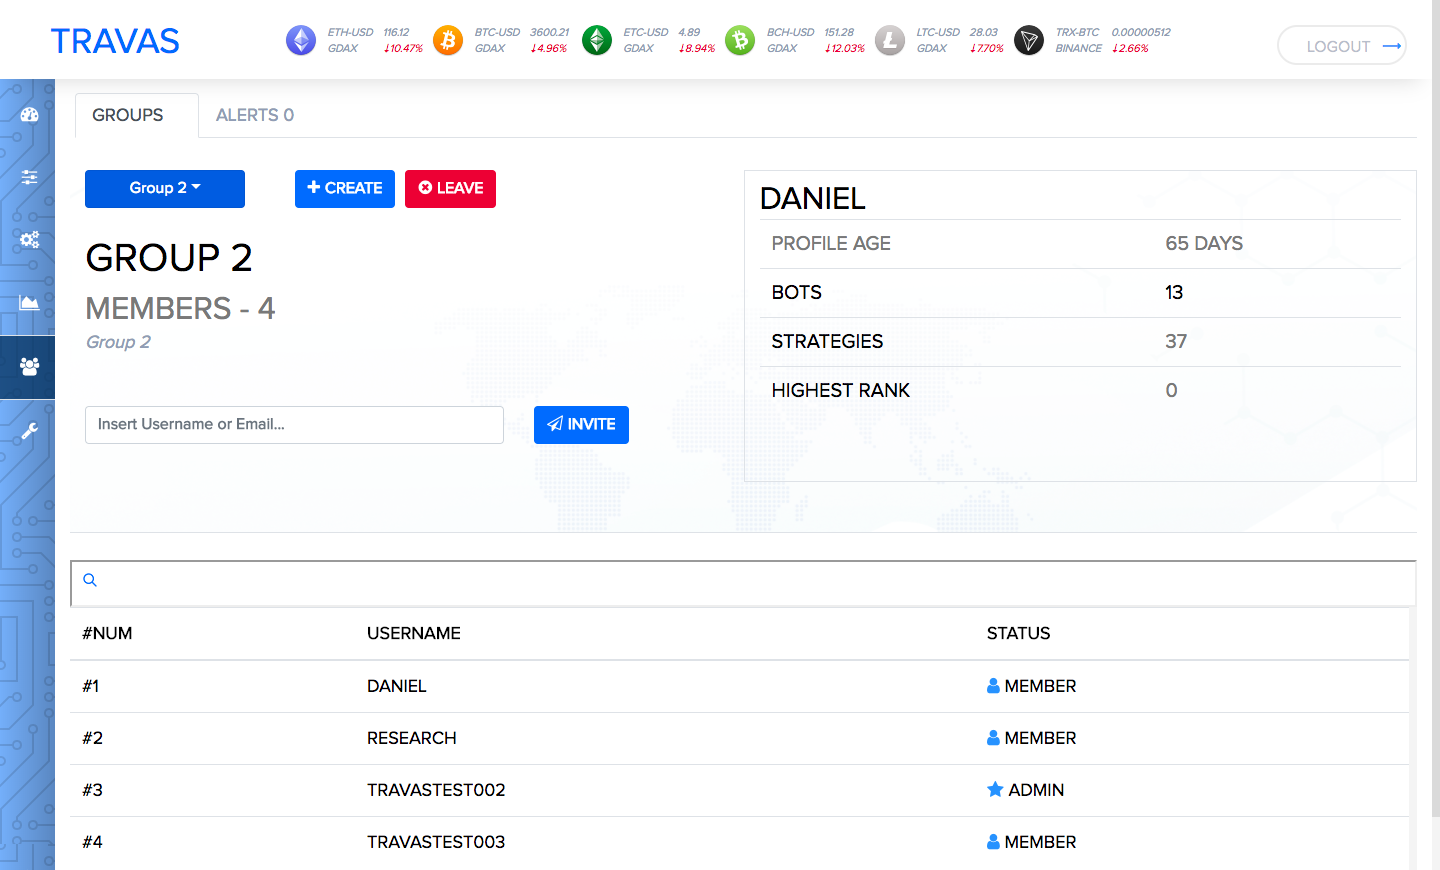 TRAVAS
ETH-USD 116.12
GDAX ↓10.47%
BTC-USD 3600.21
GDAX ↓4.96%
ETC-USD 4.89
GDAX ↓8.94%
BCH-USD 151.28
GDAX ↓12.03%
LTC-USD 28.03
GDAX ↓7.70%
TRX-BTC 0.00000512
BINANCE ↓2.66%
LOGOUT →
GROUPS
ALERTS 0
Group 2
CREATE
LEAVE
GROUP 2
MEMBERS - 4
Group 2
Insert Username or Email...
INVITE
DANIEL
PROFILE AGE 65 DAYS
BOTS 13
STRATEGIES 37
HIGHEST RANK 0
#NUM USERNAME STATUS
#1 DANIEL MEMBER
#2 RESEARCH MEMBER
#3 TRAVASTEST002 ADMIN
#4 TRAVASTEST003 MEMBER